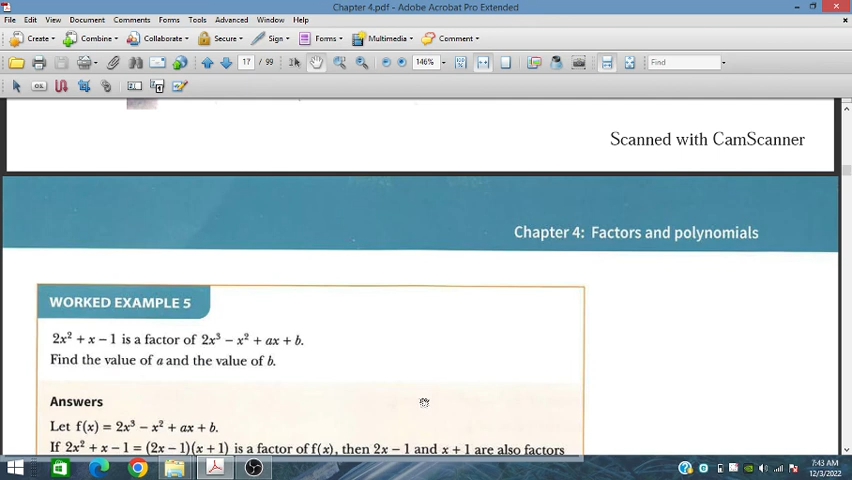 Chapter 4.pdf - Adobe Acrobat Pro Extended
File Edit View Document Comments Forms Tools Advanced Window Help
Create Combine Collaborate Secure Sign Forms Multimedia Comment
17 / 99 146% Find
Scanned with CamScanner
Chapter 4: Factors and polynomials
WORKED EXAMPLE 5
2x² + x − 1 is a factor of 2x³ − x² + ax + b.
Find the value of a and the value of b.
Answers
Let f(x) = 2x³ − x² + ax + b.
If 2x² + x − 1 = (2x − 1)(x + 1) is a factor of f(x), then 2x − 1 and x + 1 are also factors
7:43 AM
12/3/2022